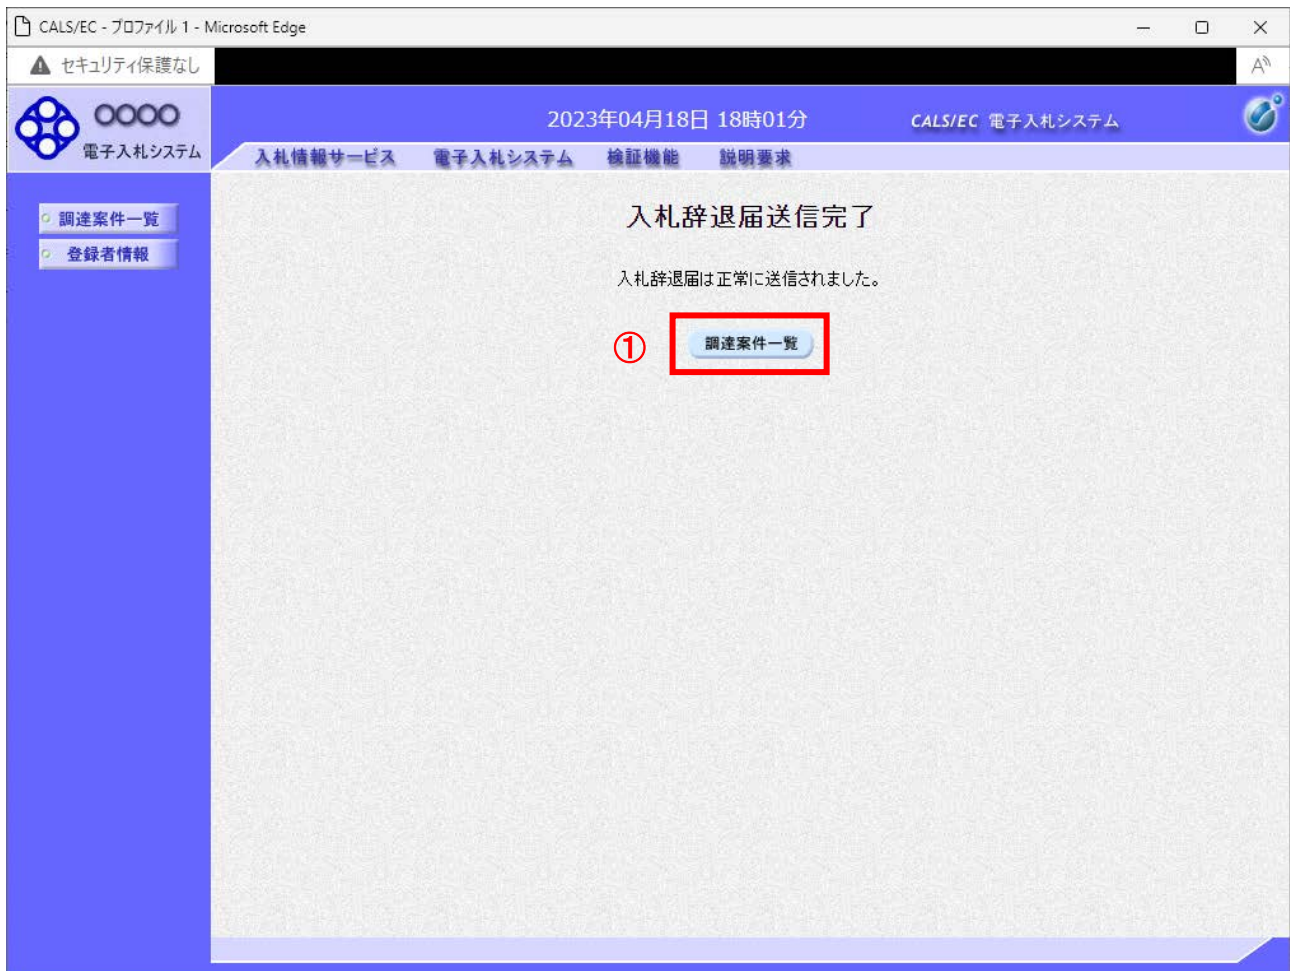 CALS/EC - プロファイル 1 - Microsoft Edge
セキュリティ保護なし
OOOO
電子入札システム
2023年04月18日 18時01分
CALS/EC 電子入札システム
入札情報サービス 電子入札システム 検証機能 説明要求
調達案件一覧
登録者情報
入札辞退届送信完了
入札辞退届は正常に送信されました。
① 調達案件一覧